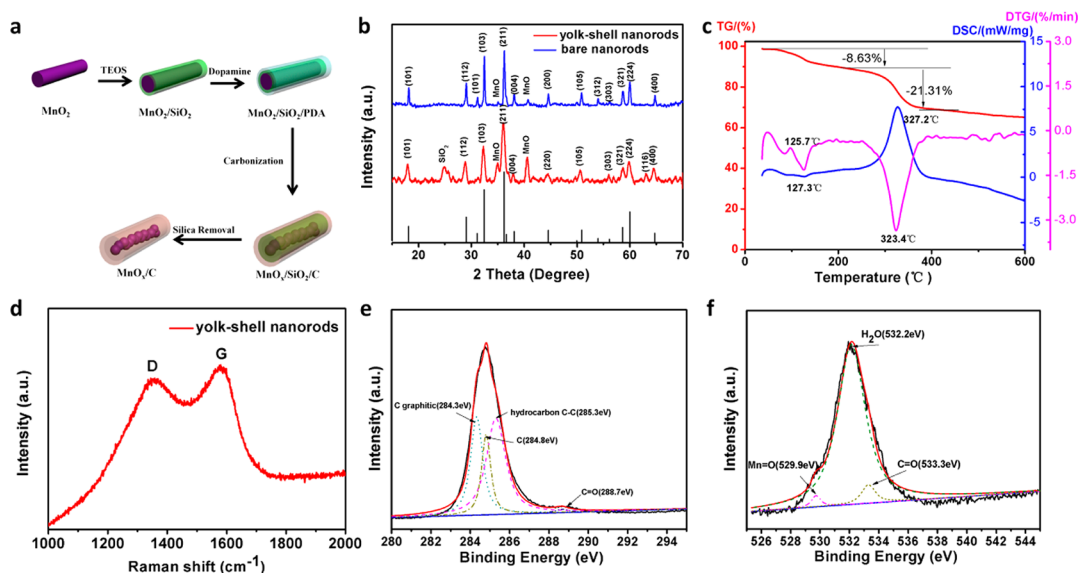 a
TEOS
Dopamine
MnO₂
MnO₂/SiO₂
MnO₂/SiO₂/PDA
Carbonization
Silica Removal
MnOₓ/C
MnOₓ/SiO₂/C
b
yolk-shell nanorods
bare nanorods
(101)
(112)
(101)
(103)
MnO
(211)
(004)
MnO
(200)
(105)
(312)
(303)
(321)
(224)
(400)
(101)
SiO₂
(112)
(103)
MnO
(211)
(004)
MnO
(220)
(105)
(303)
(321)
(224)
(116)
(400)
Intensity (a.u.)
10 20 30 40 50 60 70
2 Theta (Degree)
c
TG/(%)
DTG/(%/min)
DSC/(mW/mg)
100
90
80
70
60
50
40
30
20
10
0
-8.63%
-21.31%
327.2℃
125.7℃
127.3℃
323.4℃
15
10
5
0
-5
3.0
1.5
0.0
-1.5
-3.0
0 200 400 600
Temperature (℃)
d
yolk-shell nanorods
D
G
Intensity (a.u.)
1000 1200 1400 1600 1800 2000
Raman shift (cm⁻¹)
e
C graphitic(284.3eV)
hydrocarbon C-C(285.3eV)
C(284.8eV)
C=O(288.7eV)
Intensity (a.u.)
280 282 284 286 288 290 292 294
Binding Energy (eV)
f
H₂O(532.2eV)
Mn=O(529.9eV)
C=O(533.3eV)
Intensity (a.u.)
526 528 530 532 534 536 538 540 542 544
Binding Energy (eV)